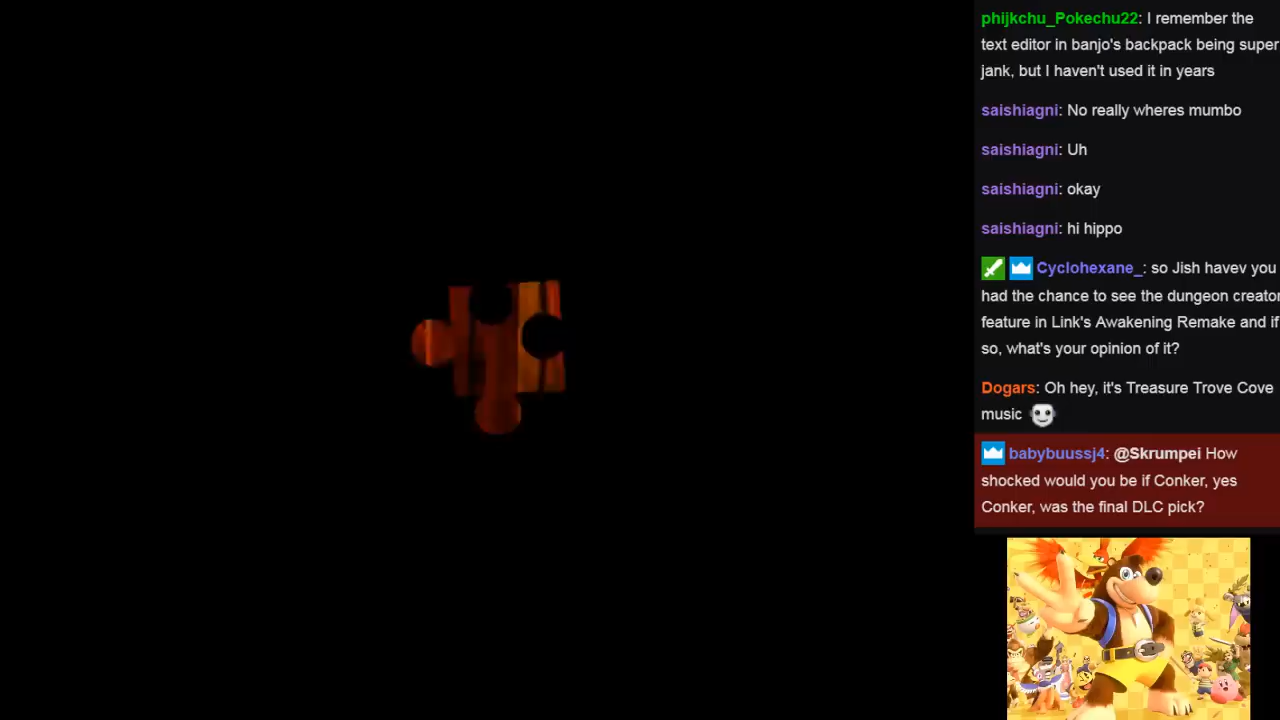 phijkchu_Pokechu22: I remember the
text editor in banjo's backpack being super
jank, but I haven't used it in years
saishiagni: No really wheres mumbo
saishiagni: Uh
saishiagni: okay
saishiagni: hi hippo
Cyclohexane_: so Jish havev you
had the chance to see the dungeon creator
feature in Link's Awakening Remake and if
so, what's your opinion of it?
Dogars: Oh hey, it's Treasure Trove Cove
music
babybuussj4: @Skrumpei How
shocked would you be if Conker, yes
Conker, was the final DLC pick?